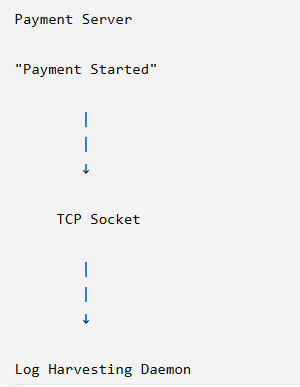 Payment Server
"Payment Started"
|
|
↓
TCP Socket
|
|
↓
Log Harvesting Daemon